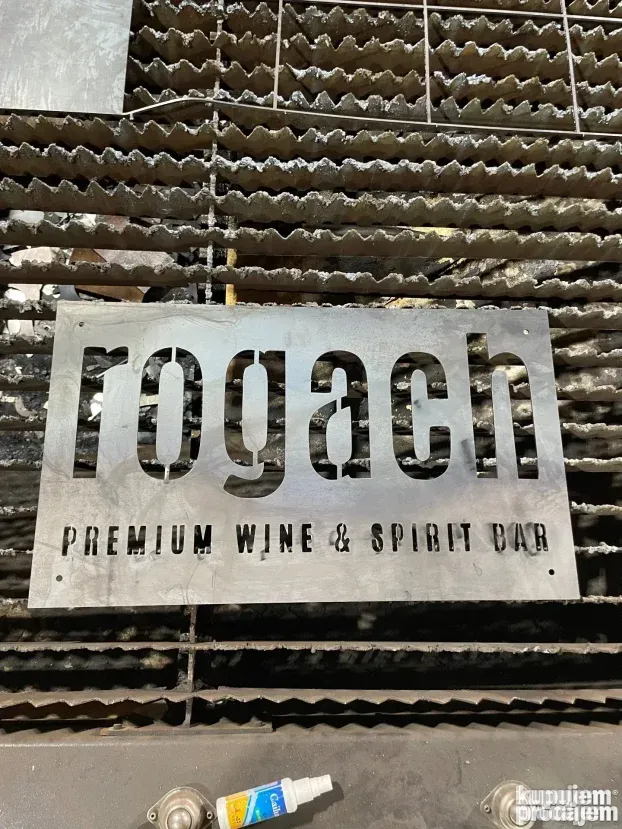 rogach
PREMIUM WINE & SPIRIT BAR
kupujem
prodajem